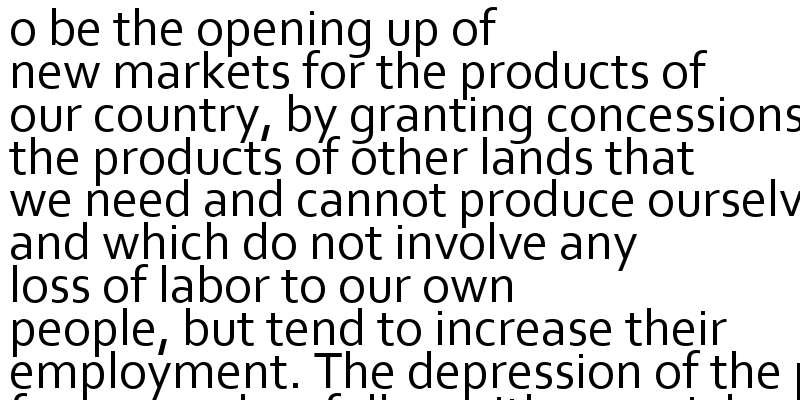 o be the opening up of
new markets for the products of
our country, by granting concessions
the products of other lands that
we need and cannot produce ourselv
and which do not involve any
loss of labor to our own
people, but tend to increase their
employment. The depression of the